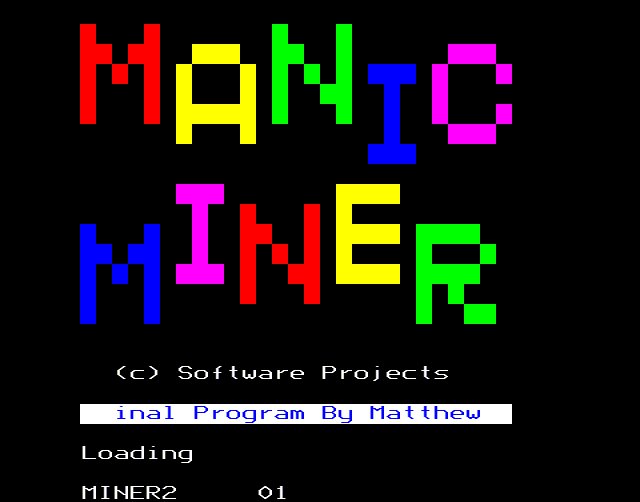 MANIC
MINER
(c) Software Projects
inal Program By Matthew
Loading
MINER2 01